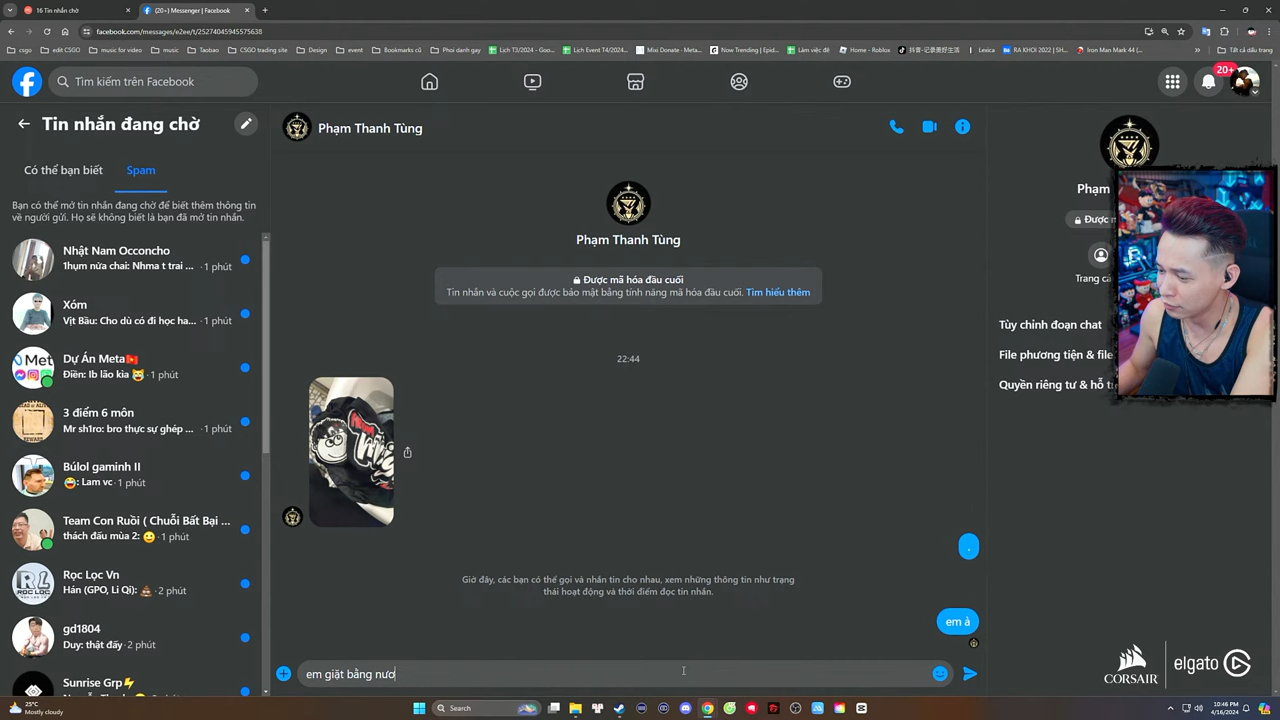 16 Tin nhắn chờ
(20+) Messenger | Facebook
facebook.com/messages/e2ee/t/25274045945575638
csgo
edit CSGO
music for video
music
Taobao
CSGO trading site
Design
event
Bookmarks cũ
Phoi danh gay
Lịch T3/2024 - Goo...
Lịch Event T4/2024...
Mixi Donate - Meta...
Now Trending | Epid...
Làm việc đê
Home - Roblox
抖音-记录美好生活
Lexica
RA KHOI 2022 | SH...
Iron Man Mark 44 (...
Tất cả dấu trang
Tìm kiếm trên Facebook
20+
Tin nhắn đang chờ
Có thể bạn biết
Spam
Bạn có thể mở tin nhắn đang chờ để biết thêm thông tin
về người gửi. Họ sẽ không biết là bạn đã mở tin nhắn.
Nhật Nam Occoncho
1hụm nửa chai: Nhma t trai ... · 1 phút
Xóm
Vịt Bầu: Cho dù có đi học ha... · 1 phút
Meta
Dự Án Meta
Điền: Ib lão kia · 1 phút
3 điểm 6 môn
Mr sh1ro: bro thực sự ghép ... · 1 phút
Búlol gaminh II
: Lam vc · 1 phút
Team Con Ruồi ( Chuỗi Bất Bại ...
thách đấu mùa 2: · 1 phút
RL
Rọc Lọc Vn
Hán (GPO, Li Qi): · 2 phút
gd1804
Duy: thật đấy · 2 phút
Sunrise Grp⚡
Phạm Thanh Tùng
Phạm Thanh Tùng
Được mã hóa đầu cuối
Tin nhắn và cuộc gọi được bảo mật bằng tính năng mã hóa đầu cuối. Tìm hiểu thêm
22:44
.
Giờ đây, các bạn có thể gọi và nhắn tin cho nhau, xem những thông tin như trạng
thái hoạt động và thời điểm đọc tin nhắn.
em à
em giặt bằng nươ
Phạm
Được m
Trang cá
Tùy chỉnh đoạn chat
File phương tiện & file
Quyền riêng tư & hỗ t
CORSAIR
elgato
25°C
Mostly cloudy
Search
10:46 PM
4/16/2024